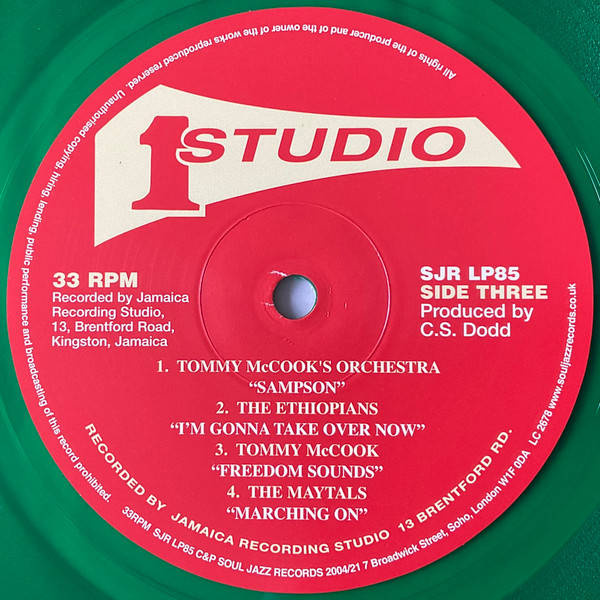 All rights of the producer and of the owner of the works reproduced reserved. Unauthorised copying, hiring, lending, public performance and broadcasting of this record prohibited.
1 STUDIO
33 RPM
Recorded by Jamaica
Recording Studio,
13, Brentford Road,
Kingston, Jamaica
SJR LP85
SIDE THREE
Produced by
C.S. Dodd
1. TOMMY McCOOK'S ORCHESTRA
“SAMPSON”
2. THE ETHIOPIANS
“I'M GONNA TAKE OVER NOW”
3. TOMMY McCOOK
“FREEDOM SOUNDS”
4. THE MAYTALS
“MARCHING ON”
RECORDED BY JAMAICA RECORDING STUDIO 13 BRENTFORD RD.
33RPM SJR LP85 C&P SOUL JAZZ RECORDS 2004/21 7 Broadwick Street, Soho, London W1F 0DA LC 2678 www.souljazzrecords.co.uk